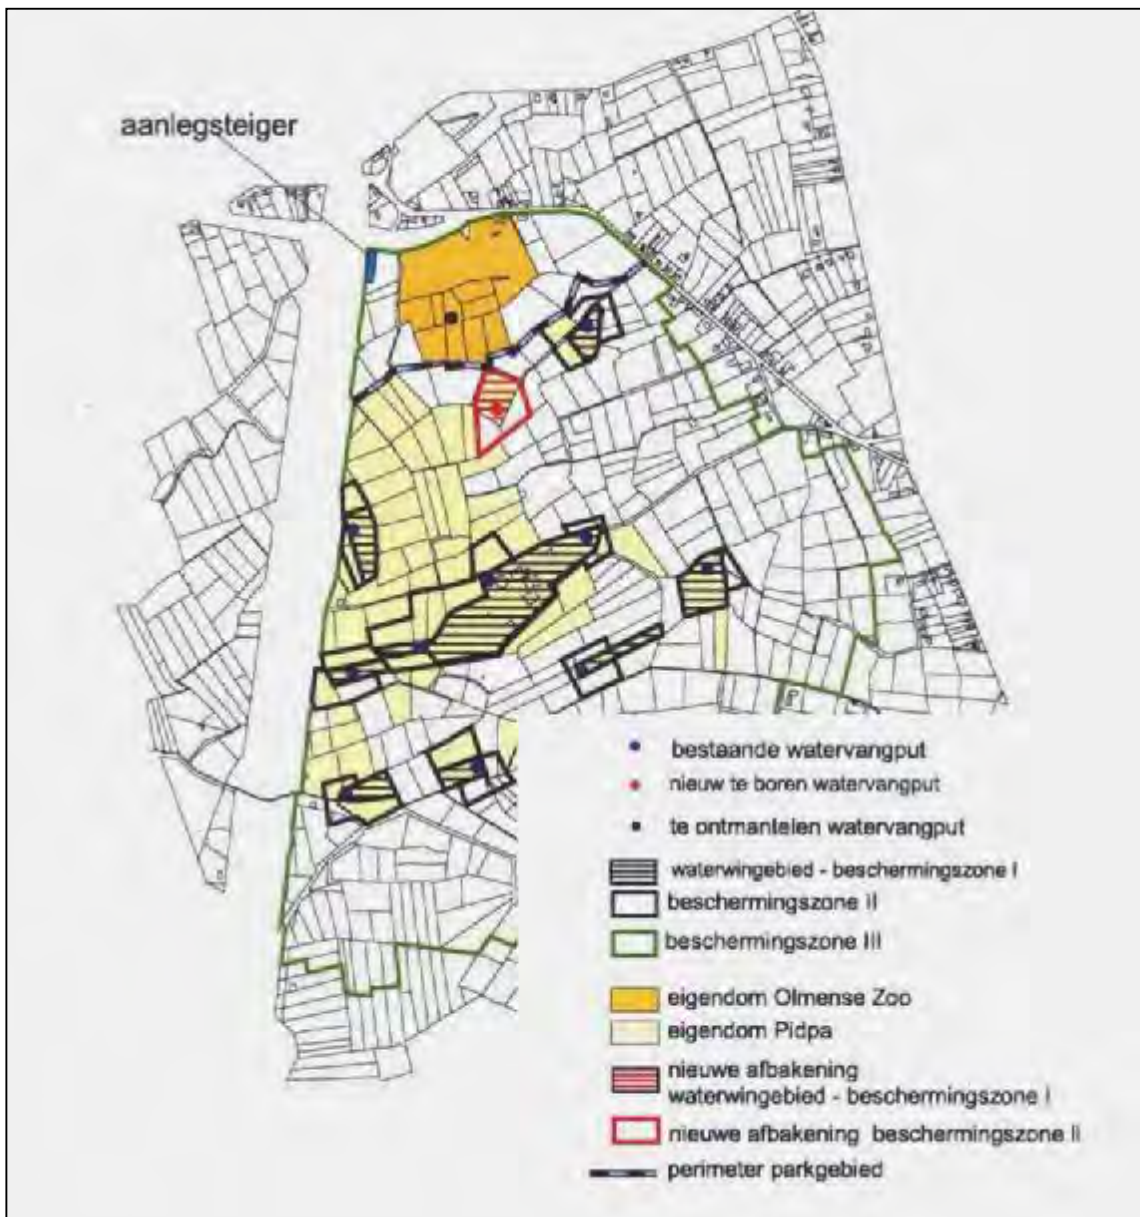 aanlegsteiger
bestaande watervangput
nieuw te boren watervangput
te ontmantelen watervangput
waterwingebied - beschermingszone I
beschermingszone II
beschermingszone III
eigendom Olmense Zoo
eigendom Pidpa
nieuwe afbakening
waterwingebied - beschermingszone I
nieuwe afbakening beschermingszone II
perimeter parkgebied